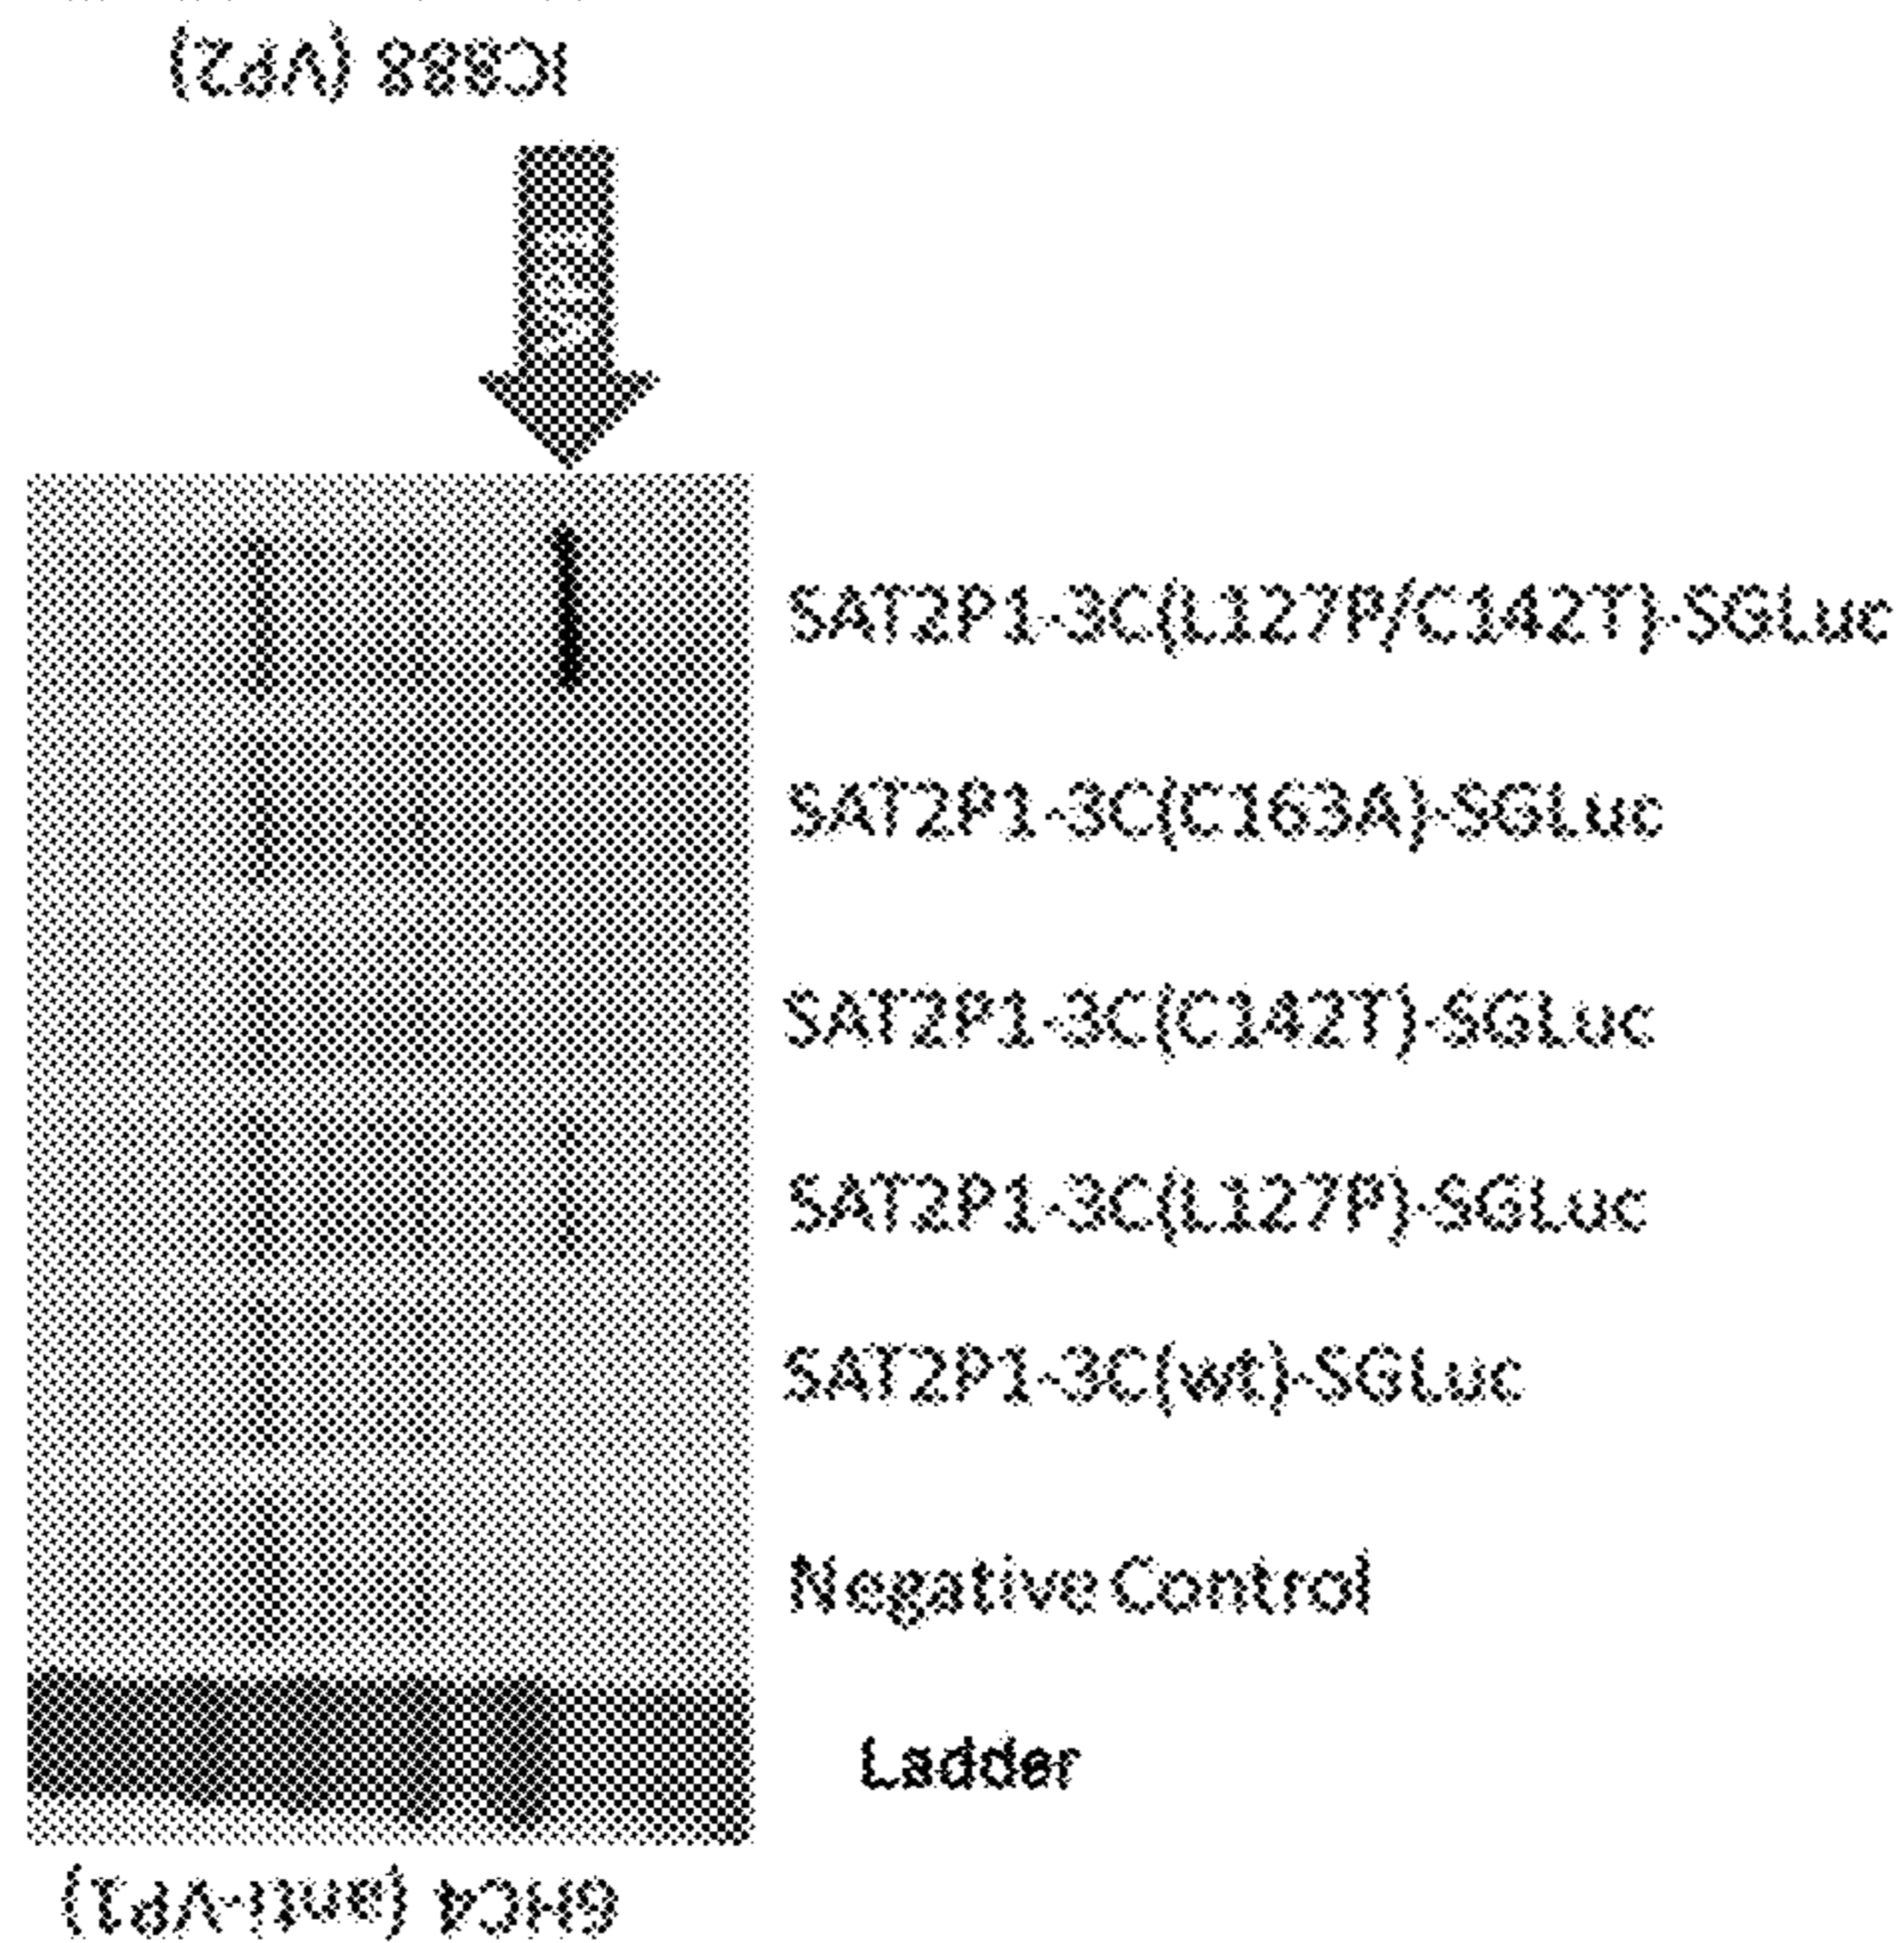 IC888 (VP2)
SAT2P1-3C(L127P/C142T)-SGLuc
SAT2P1-3C(C163A)-SGLuc
SAT2P1-3C(C142T)-SGLuc
SAT2P1-3C(L127P)-SGLuc
SAT2P1-3C(wt)-SGLuc
Negative Control
Ladder
6HC4 (anti-VP1)